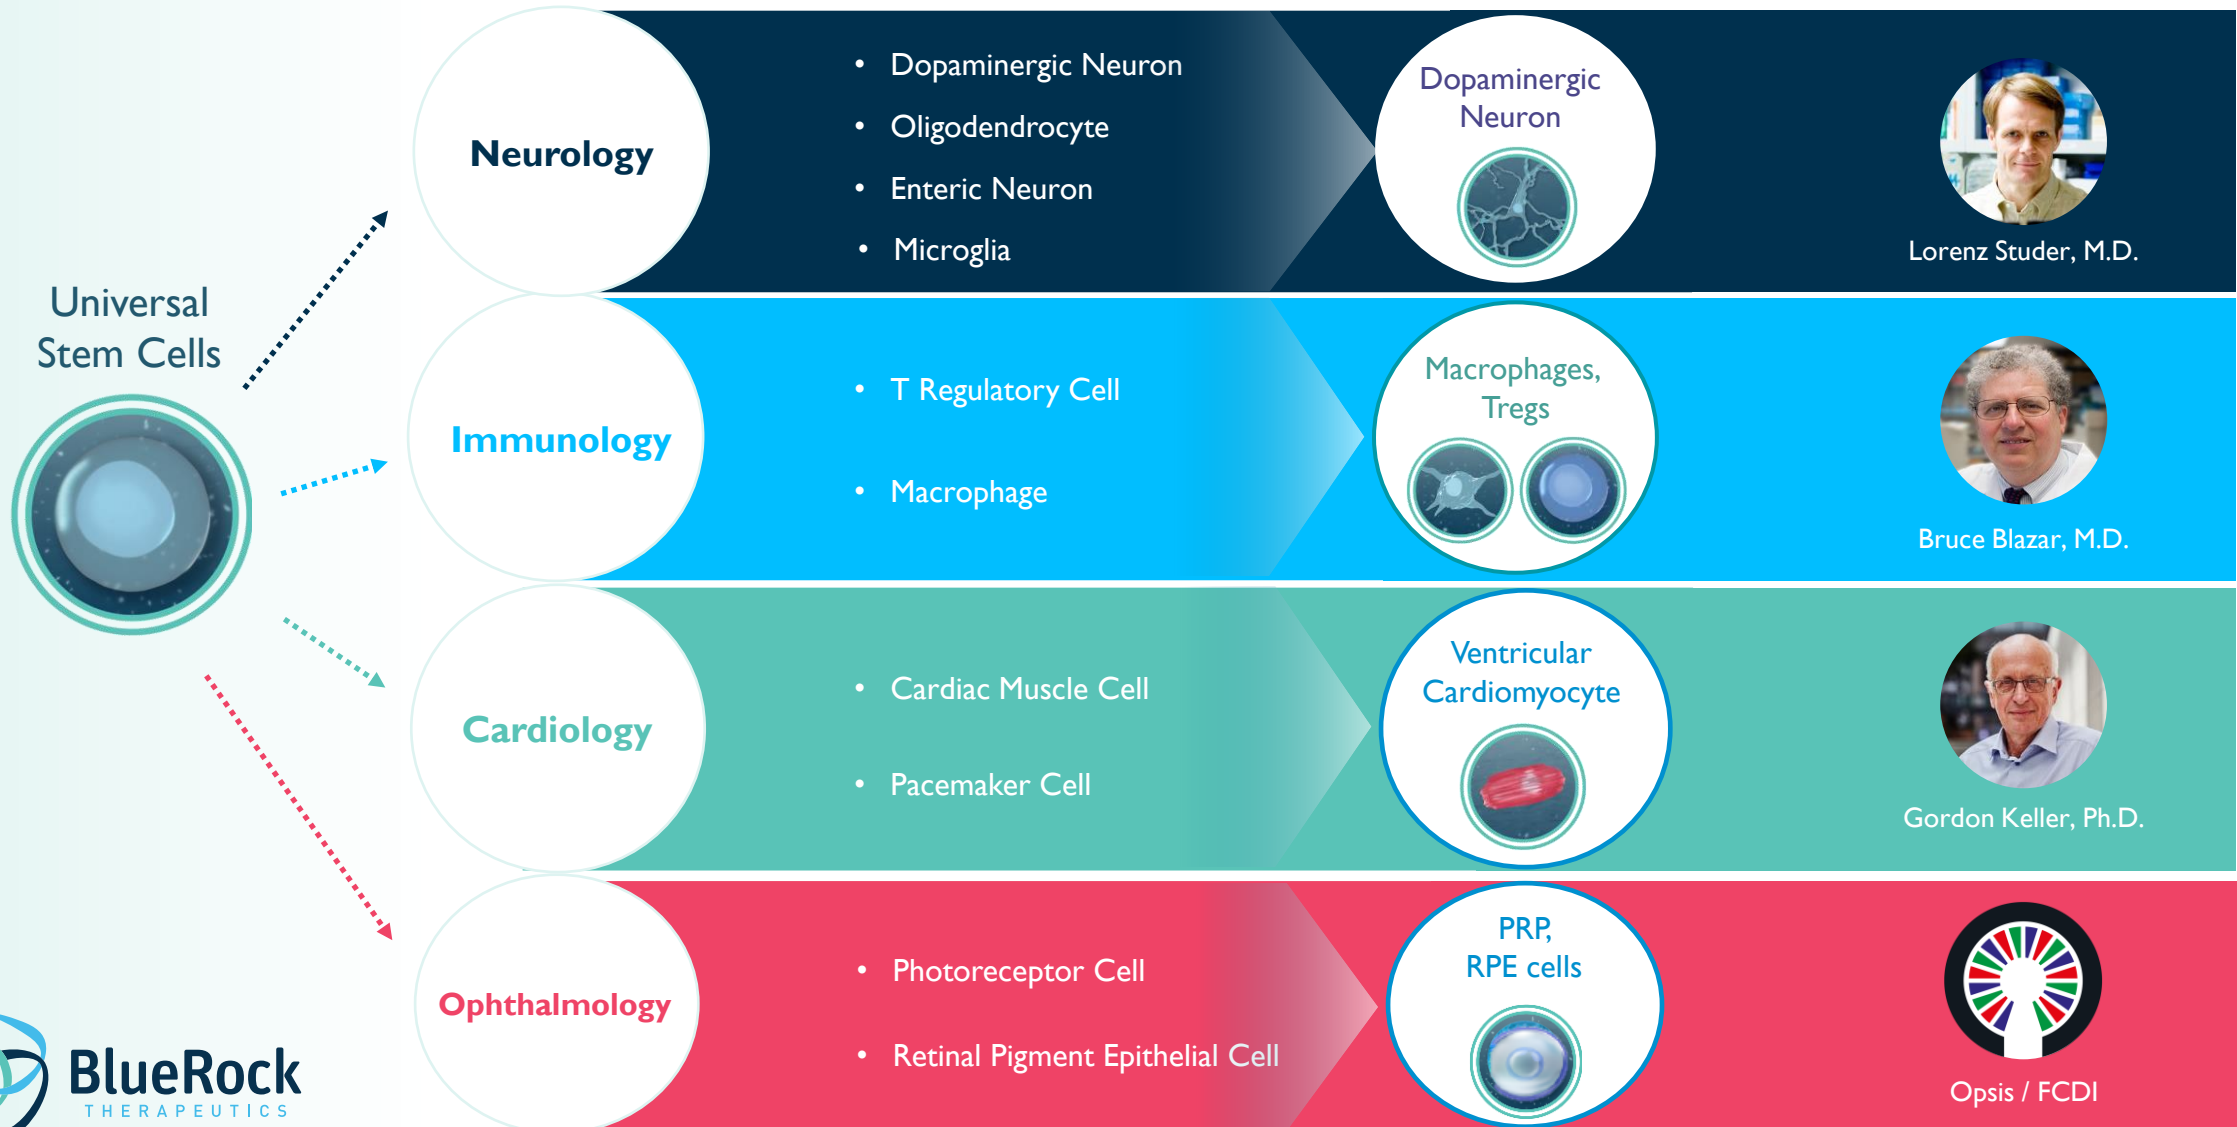 Universal
Stem Cells
Neurology
• Dopaminergic Neuron
• Oligodendrocyte
• Enteric Neuron
• Microglia
Dopaminergic
Neuron
Lorenz Studer, M.D.
Immunology
• T Regulatory Cell
• Macrophage
Macrophages,
Tregs
Bruce Blazar, M.D.
Cardiology
• Cardiac Muscle Cell
• Pacemaker Cell
Ventricular
Cardiomyocyte
Gordon Keller, Ph.D.
Ophthalmology
• Photoreceptor Cell
• Retinal Pigment Epithelial Cell
PRP,
RPE cells
Opsis / FCDI
BlueRock
THERAPEUTICS